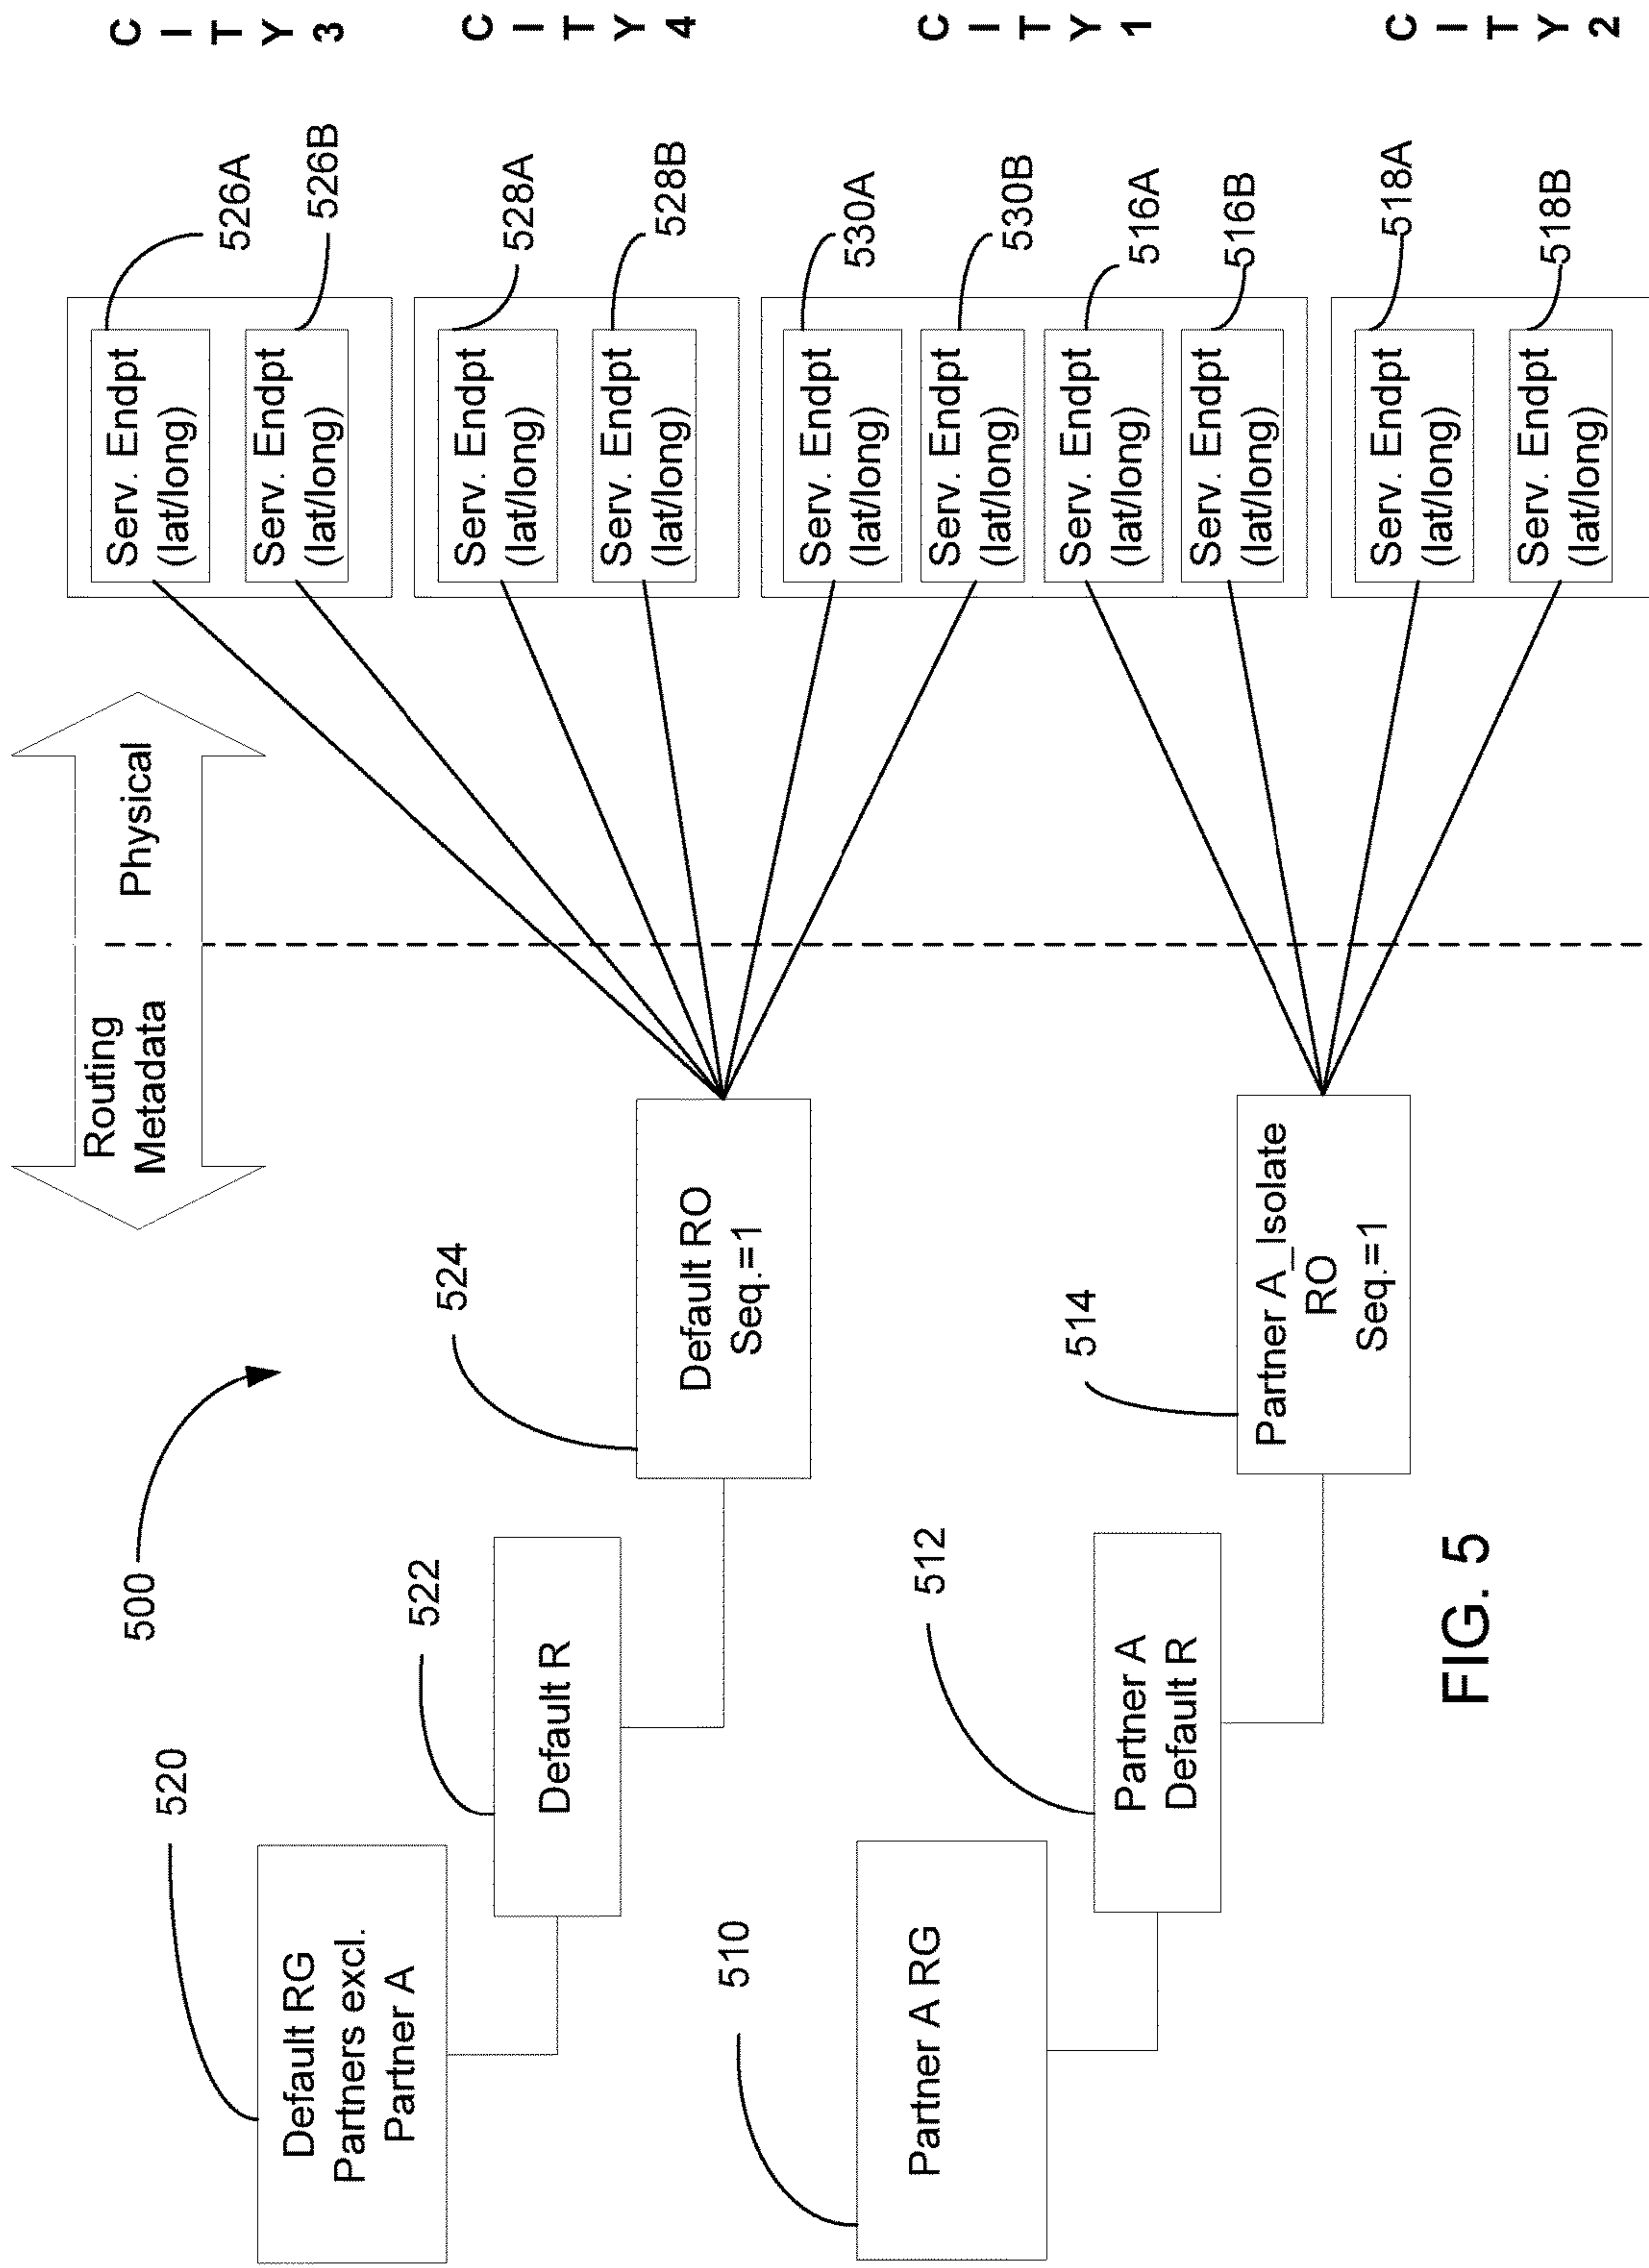 Routing
Metadata
Physical
500
520
Default RG
Partners excl.
Partner A
522
Default R
524
Default RO
Seq.=1
510
Partner A RG
512
Partner A
Default R
514
Partner A_Isolate
RO
Seq.=1
Serv. Endpt
(lat/long)
526A
Serv. Endpt
(lat/long)
526B
CITY 3
Serv. Endpt
(lat/long)
528A
Serv. Endpt
(lat/long)
528B
CITY 4
Serv. Endpt
(lat/long)
530A
Serv. Endpt
(lat/long)
530B
Serv. Endpt
(lat/long)
516A
Serv. Endpt
(lat/long)
516B
CITY 1
Serv. Endpt
(lat/long)
518A
Serv. Endpt
(lat/long)
518B
CITY 2
FIG. 5